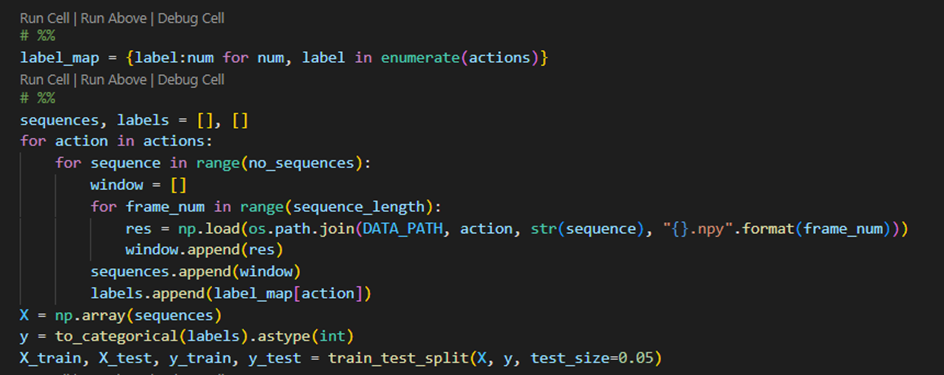 Run Cell | Run Above | Debug Cell
# %%
label_map = {label:num for num, label in enumerate(actions)}
Run Cell | Run Above | Debug Cell
# %%
sequences, labels = [], []
for action in actions:
    for sequence in range(no_sequences):
        window = []
        for frame_num in range(sequence_length):
            res = np.load(os.path.join(DATA_PATH, action, str(sequence), "{}.npy".format(frame_num)))
            window.append(res)
        sequences.append(window)
        labels.append(label_map[action])
X = np.array(sequences)
y = to_categorical(labels).astype(int)
X_train, X_test, y_train, y_test = train_test_split(X, y, test_size=0.05)